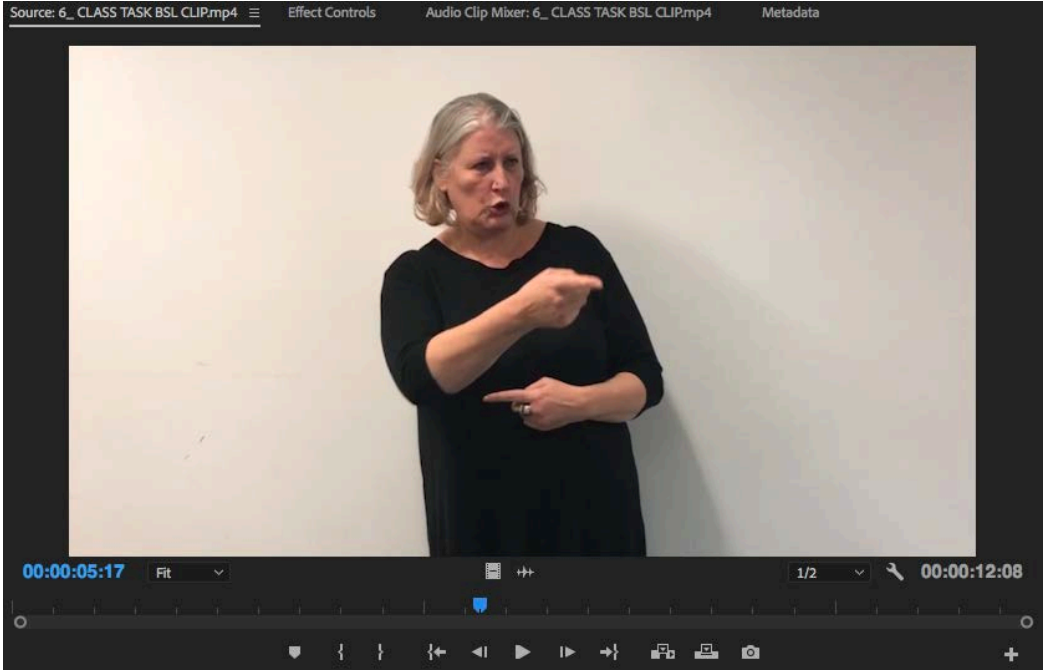 Source: 6_ CLASS TASK BSL CLIP.mp4 Effect Controls Audio Clip Mixer: 6_ CLASS TASK BSL CLIP.mp4 Metadata
00:00:05:17 Fit 1/2 00:00:12:08